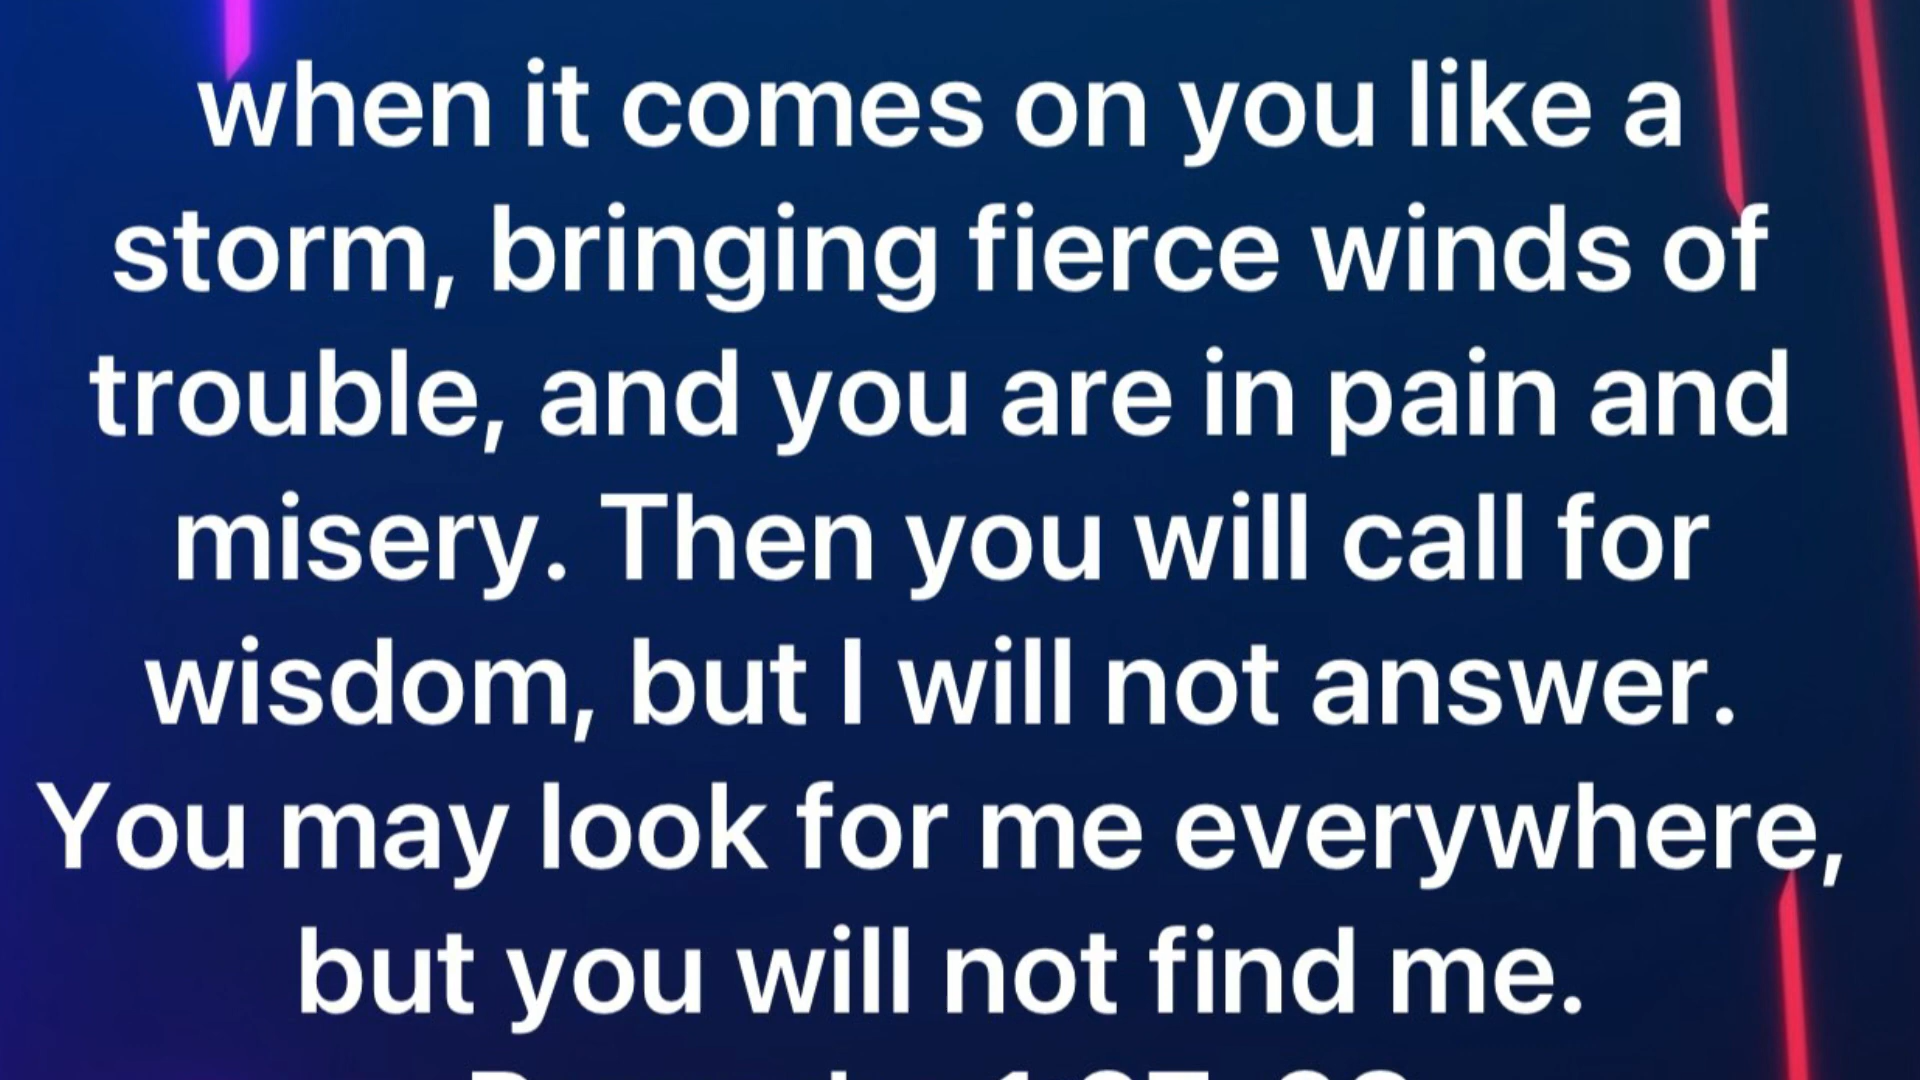 when it comes on you like a
storm, bringing fierce winds of
trouble, and you are in pain and
misery. Then you will call for
wisdom, but I will not answer.
You may look for me everywhere,
but you will not find me.